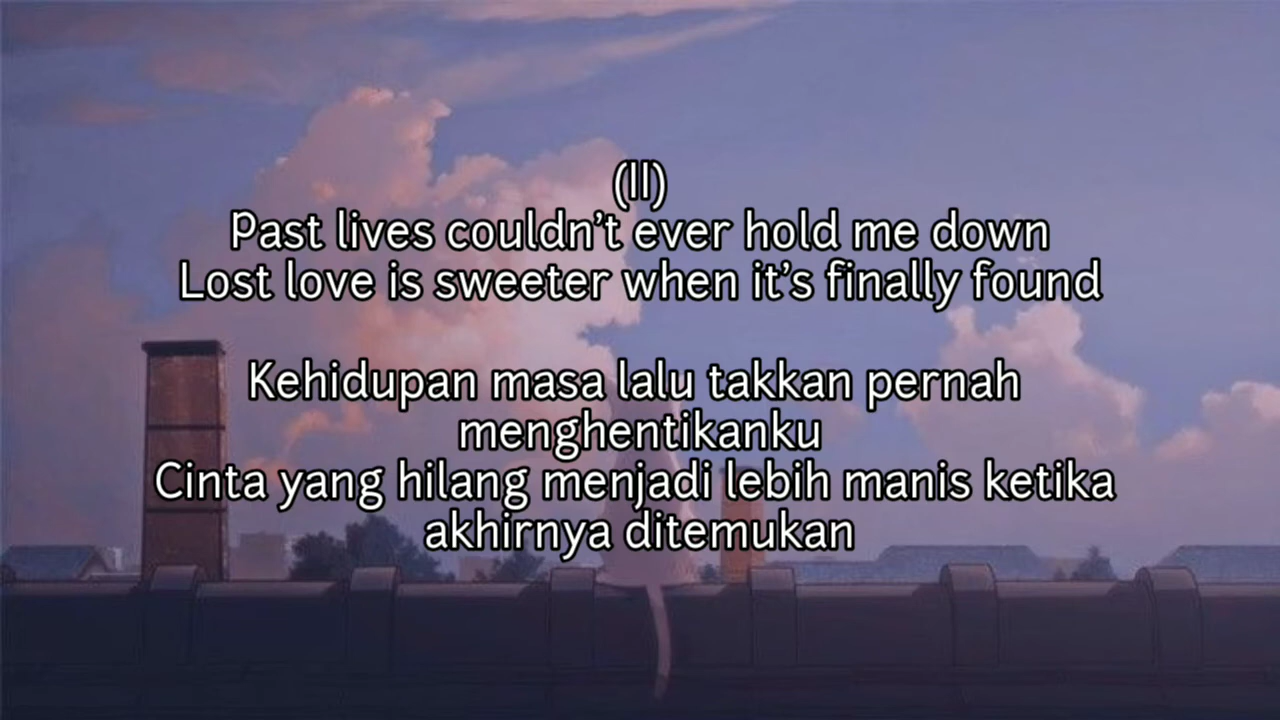 (II)
Past lives couldn’t ever hold me down
Lost love is sweeter when it’s finally found
Kehidupan masa lalu takkan pernah
menghentikanku
Cinta yang hilang menjadi lebih manis ketika
akhirnya ditemukan